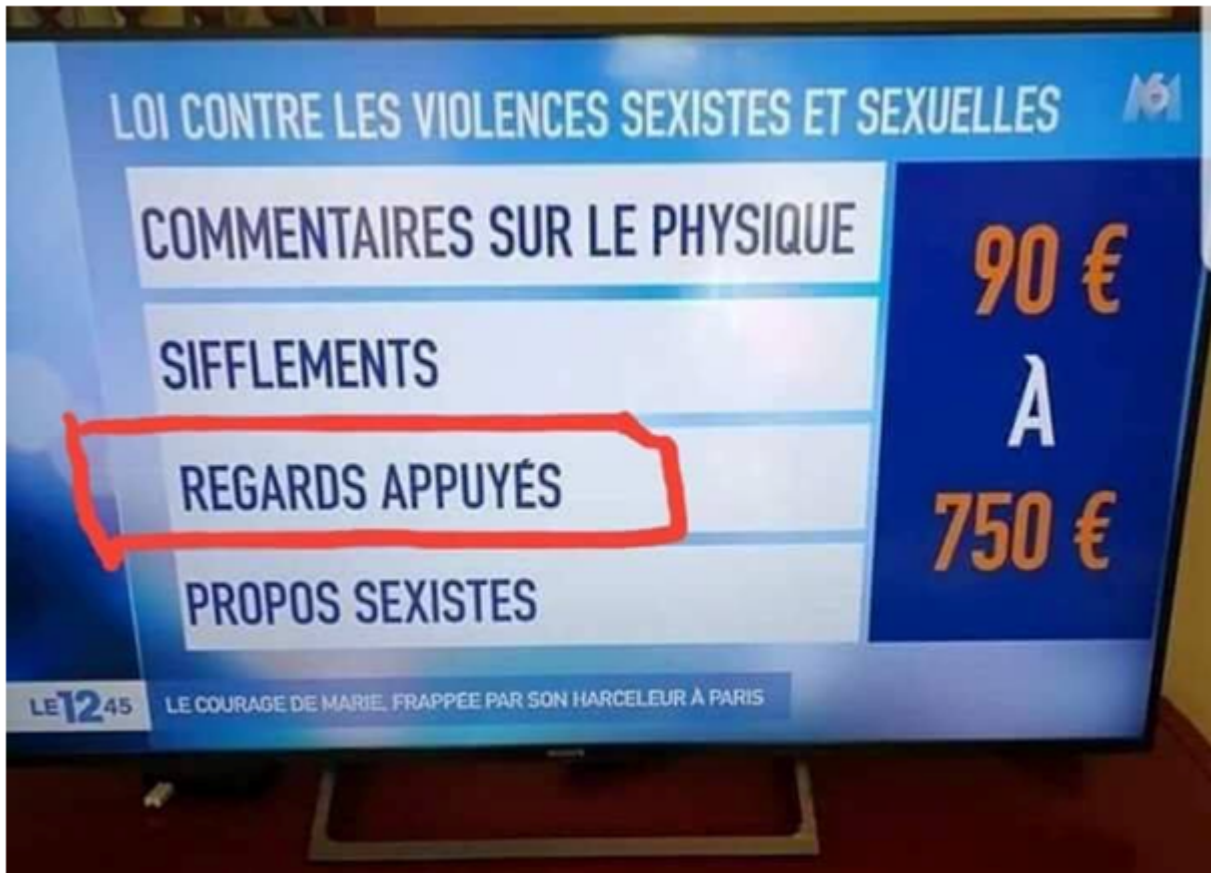 LOI CONTRE LES VIOLENCES SEXISTES ET SEXUELLES
M6
COMMENTAIRES SUR LE PHYSIQUE
SIFFLEMENTS
REGARDS APPUYÉS
PROPOS SEXISTES
90 €
À
750 €
LE 12 45
LE COURAGE DE MARIE, FRAPPÉE PAR SON HARCELEUR À PARIS